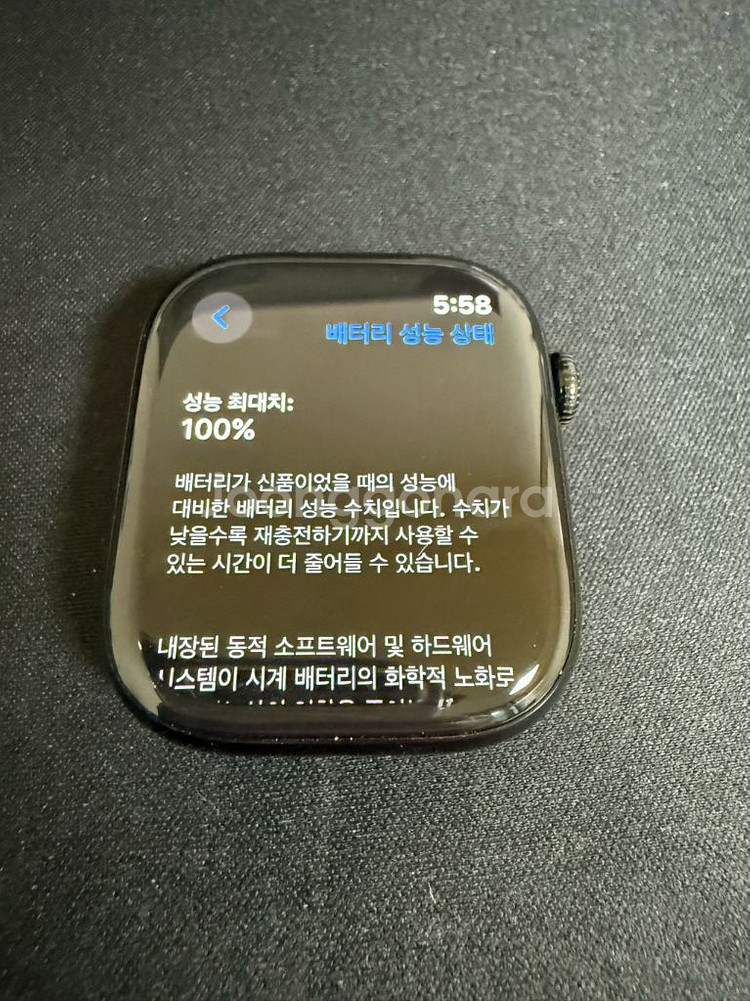 5:58
배터리 성능 상태
성능 최대치:
100%
배터리가 신품이었을 때의 성능에
대비한 배터리 성능 수치입니다. 수치가
낮을수록 재충전하기까지 사용할 수
있는 시간이 더 줄어들 수 있습니다.
joonggonara
내장된 동적 소프트웨어 및 하드웨어
시스템이 시계 배터리의 화학적 노화로